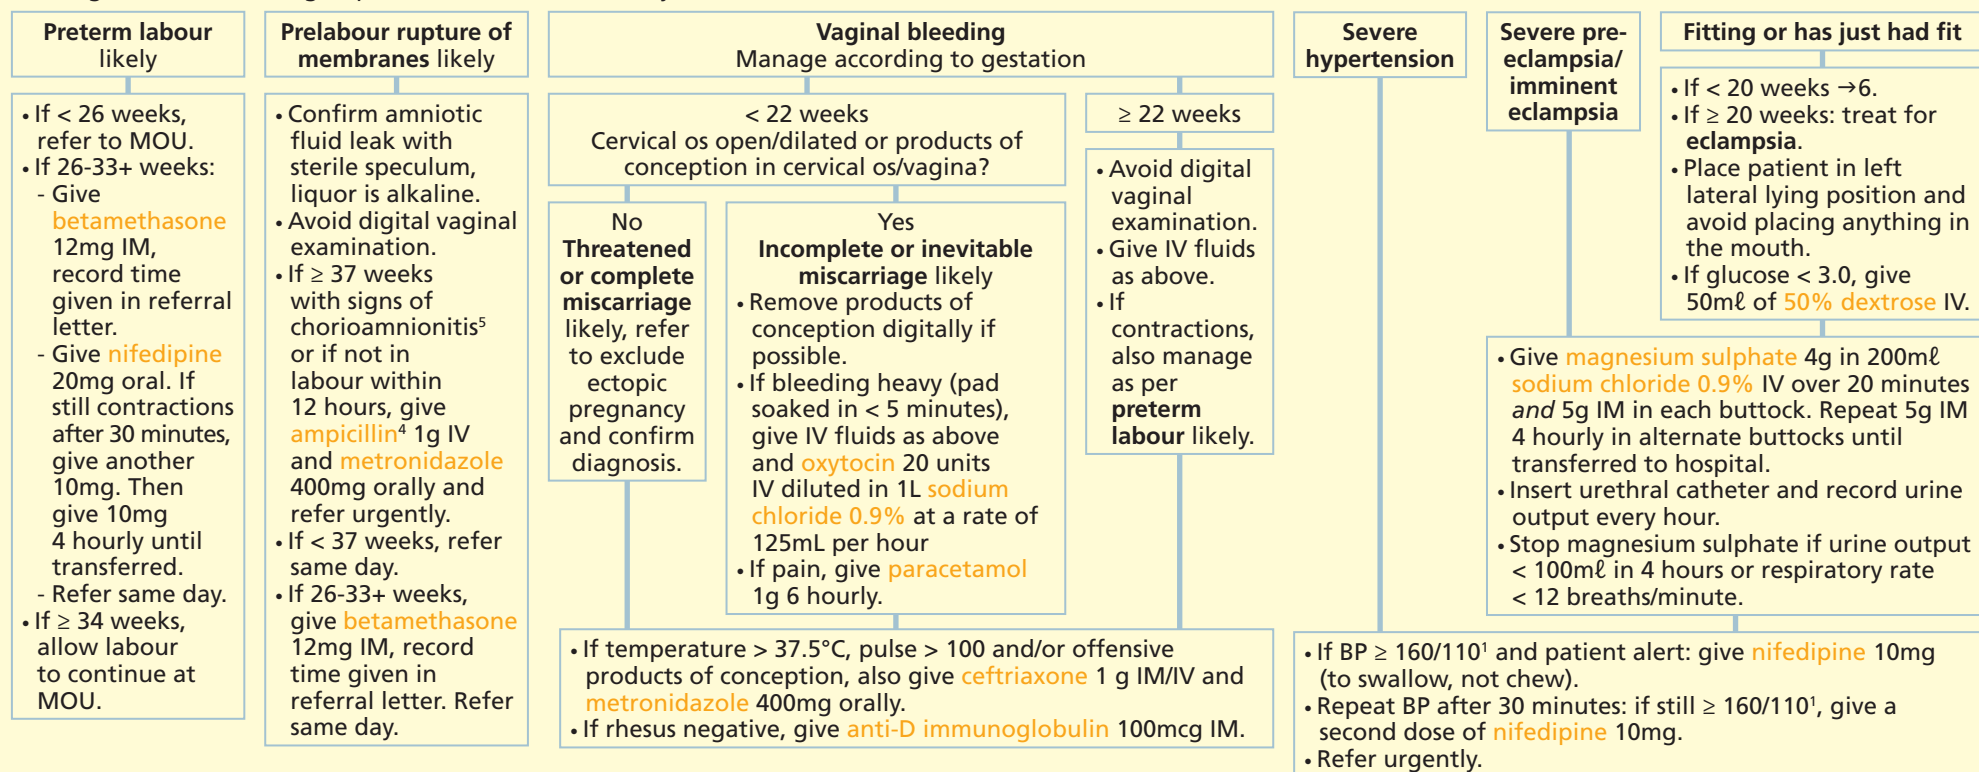 Preterm labour
likely
• If < 26 weeks,
refer to MOU.
• If 26-33+ weeks:
- Give
betamethasone
12mg IM,
record time
given in referral
letter.
- Give nifedipine
20mg oral. If
still contractions
after 30 minutes,
give another
10mg. Then
give 10mg
4 hourly until
transferred.
- Refer same day.
• If ≥ 34 weeks,
allow labour
to continue at
MOU.
Prelabour rupture of
membranes likely
• Confirm amniotic
fluid leak with
sterile speculum,
liquor is alkaline.
• Avoid digital vaginal
examination.
• If ≥ 37 weeks
with signs of
chorioamnionitis⁵
or if not in
labour within
12 hours, give
ampicillin⁴ 1g IV
and metronidazole
400mg orally and
refer urgently.
• If < 37 weeks, refer
same day.
• If 26-33+ weeks,
give betamethasone
12mg IM, record
time given in
referral letter. Refer
same day.
Vaginal bleeding
Manage according to gestation
< 22 weeks
Cervical os open/dilated or products of
conception in cervical os/vagina?
No
Threatened
or complete
miscarriage
likely, refer
to exclude
ectopic
pregnancy
and confirm
diagnosis.
Yes
Incomplete or inevitable
miscarriage likely
• Remove products of
conception digitally if
possible.
• If bleeding heavy (pad
soaked in < 5 minutes),
give IV fluids as above
and oxytocin 20 units
IV diluted in 1L sodium
chloride 0.9% at a rate of
125mL per hour
• If pain, give paracetamol
1g 6 hourly.
≥ 22 weeks
• Avoid digital
vaginal
examination.
• Give IV fluids
as above.
• If
contractions,
also manage
as per
preterm
labour likely.
• If temperature > 37.5°C, pulse > 100 and/or offensive
products of conception, also give ceftriaxone 1 g IM/IV and
metronidazole 400mg orally.
• If rhesus negative, give anti-D immunoglobulin 100mcg IM.
Severe
hypertension
Severe pre-
eclampsia/
imminent
eclampsia
Fitting or has just had fit
• If < 20 weeks →6.
• If ≥ 20 weeks: treat for
eclampsia.
• Place patient in left
lateral lying position and
avoid placing anything in
the mouth.
• If glucose < 3.0, give
50mℓ of 50% dextrose IV.
• Give magnesium sulphate 4g in 200mℓ
sodium chloride 0.9% IV over 20 minutes
and 5g IM in each buttock. Repeat 5g IM
4 hourly in alternate buttocks until
transferred to hospital.
• Insert urethral catheter and record urine
output every hour.
• Stop magnesium sulphate if urine output
< 100mℓ in 4 hours or respiratory rate
< 12 breaths/minute.
• If BP ≥ 160/110¹ and patient alert: give nifedipine 10mg
(to swallow, not chew).
• Repeat BP after 30 minutes: if still ≥ 160/110¹, give a
second dose of nifedipine 10mg.
• Refer urgently.